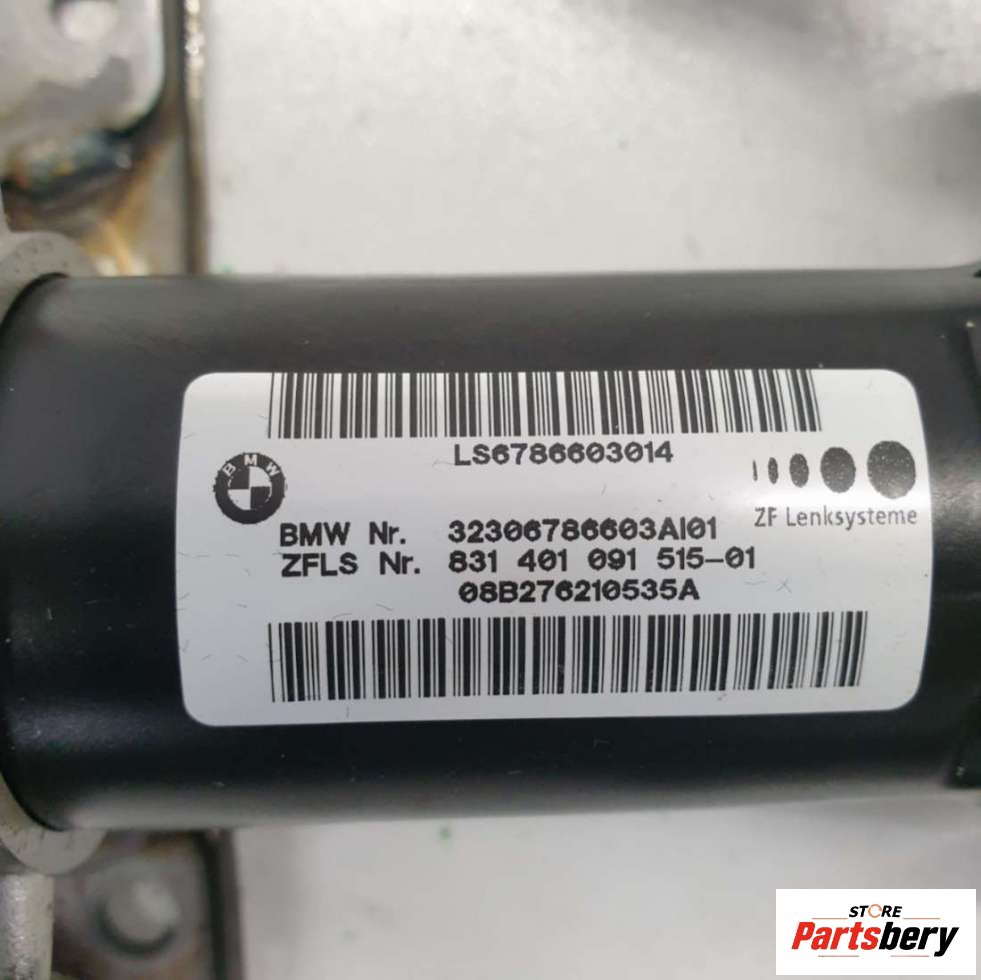 LS6786603014
BMW
ZF Lenksysteme
BMW Nr. 32306786603AI01
ZFLS Nr. 831 401 091 515-01
08B276210535A
STORE
Partsbery